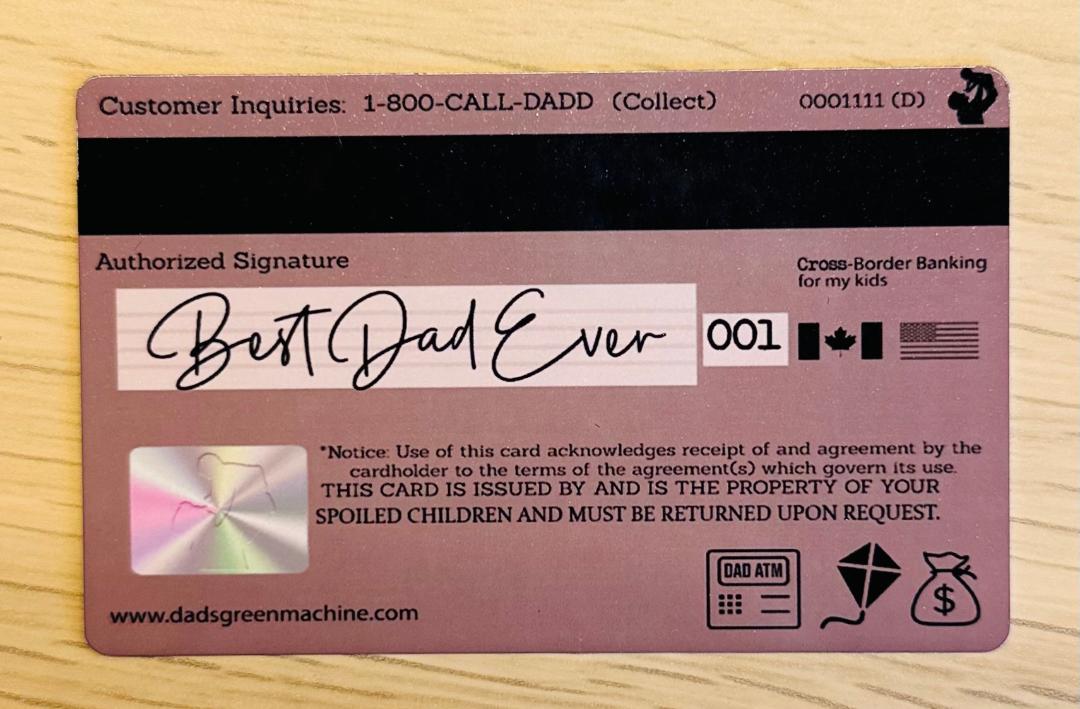 Customer Inquiries: 1-800-CALL-DADD (Collect) 0001111 (D)
Authorized Signature
Cross-Border Banking
for my kids
Best Dad Ever 001
*Notice: Use of this card acknowledges receipt of and agreement by the
cardholder to the terms of the agreement(s) which govern its use.
THIS CARD IS ISSUED BY AND IS THE PROPERTY OF YOUR
SPOILED CHILDREN AND MUST BE RETURNED UPON REQUEST.
DAD ATM
$
www.dadsgreenmachine.com